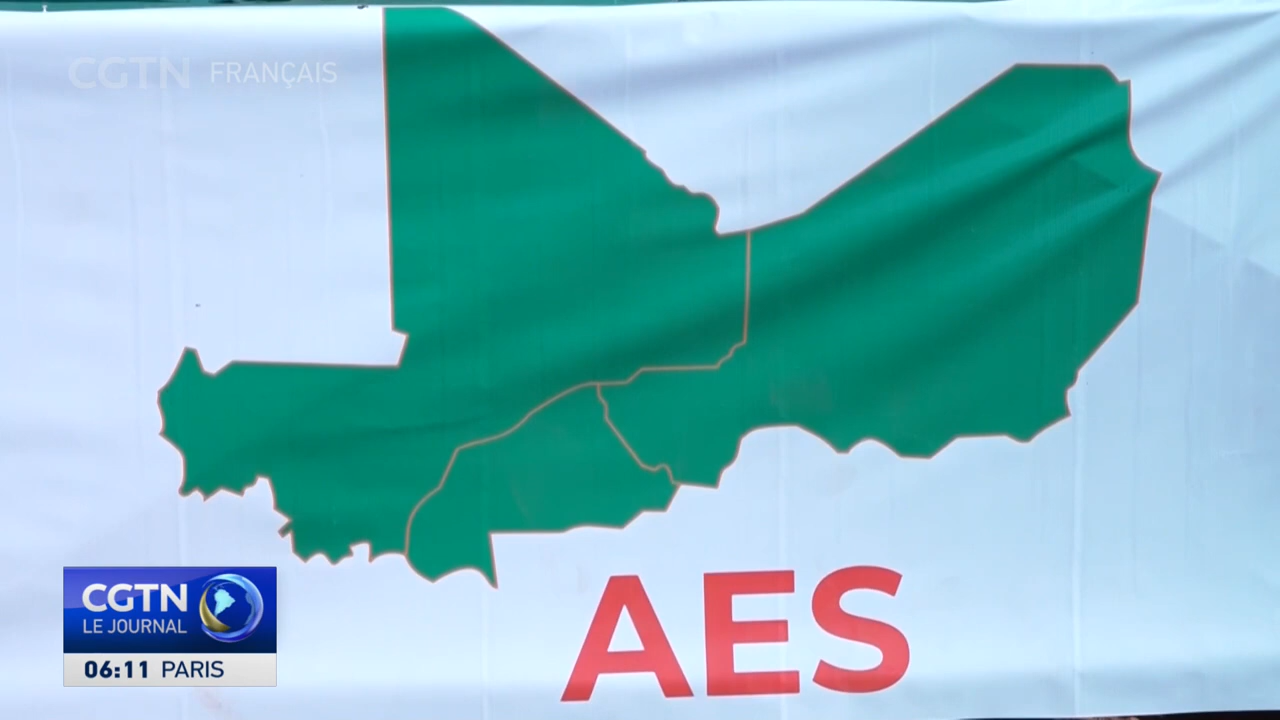 CGTN FRANÇAIS
AES
CGTN
LE JOURNAL
06:11 PARIS